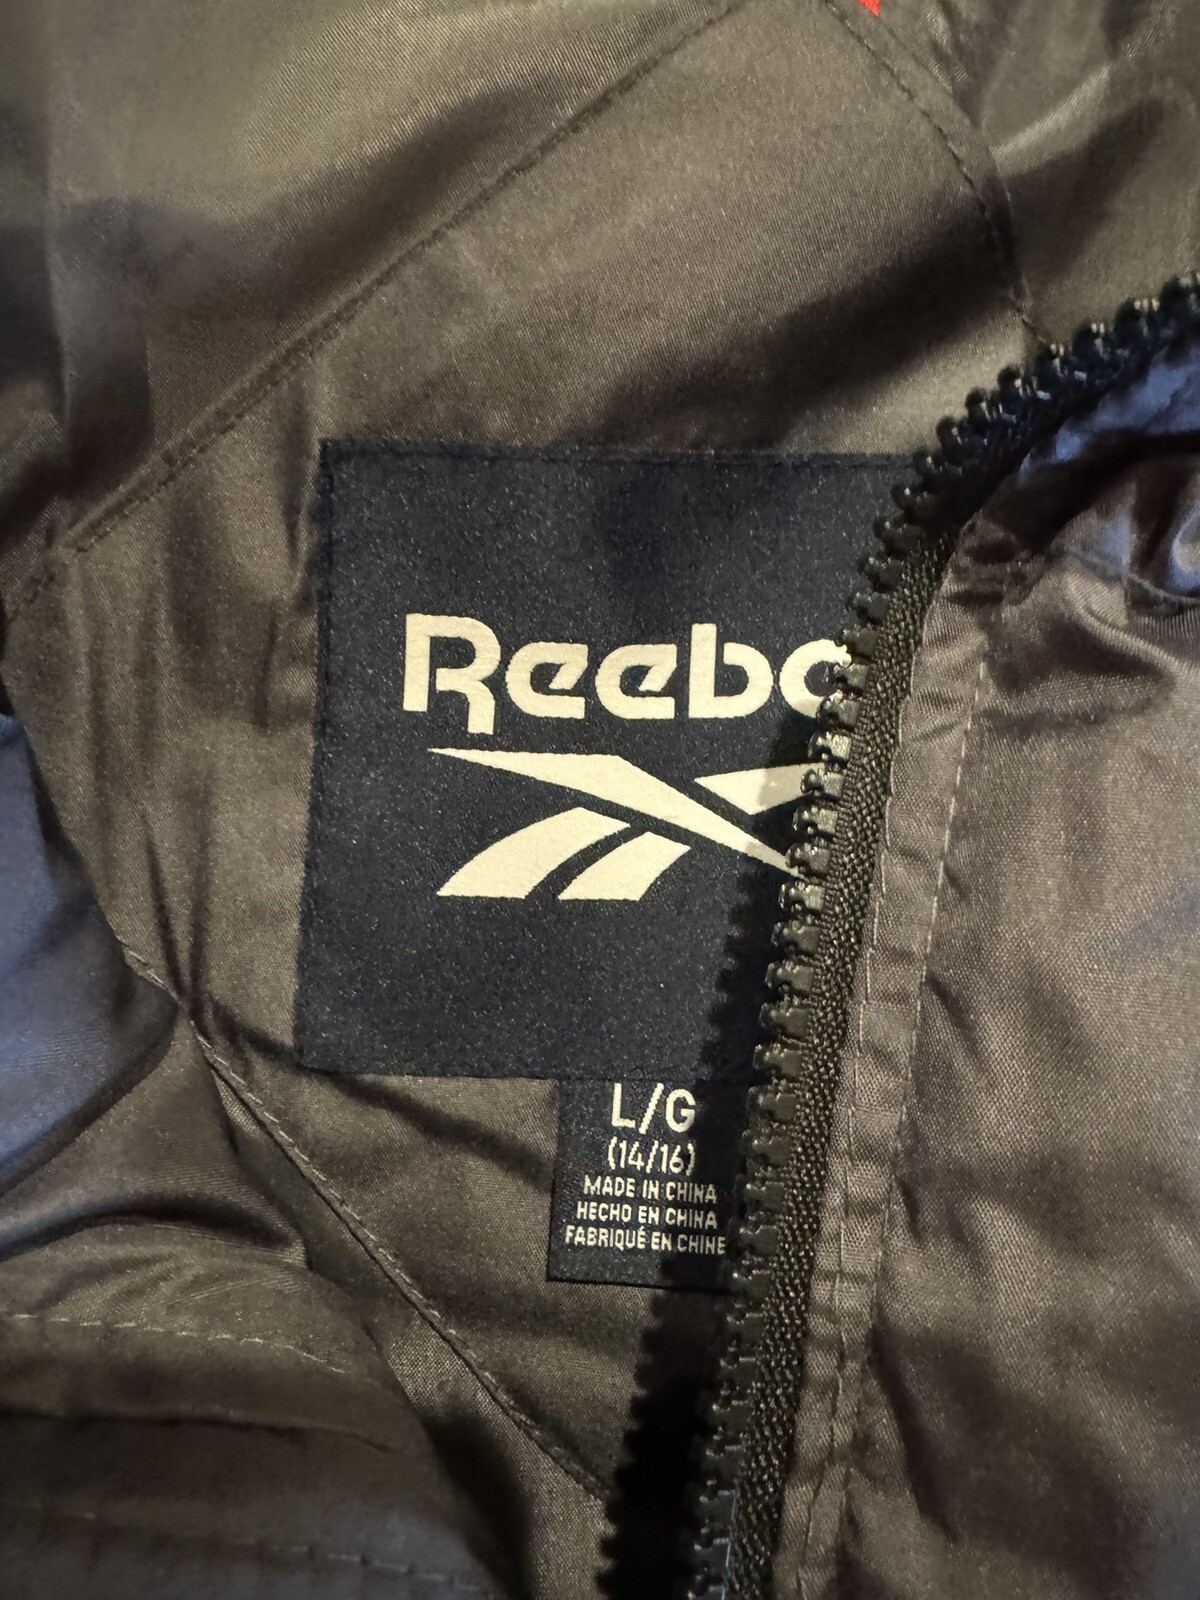 Reebo
L/G
(14/16)
MADE IN CHINA
HECHO EN CHINA
FABRIQUÉ EN CHINE